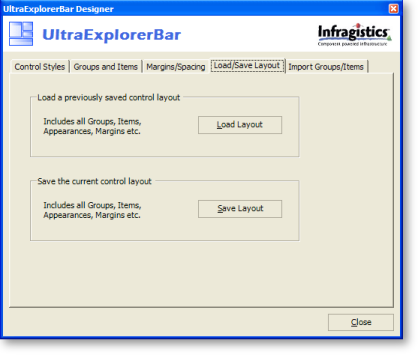 UltraExplorerBar Designer
UltraExplorerBar
Infragistics
Component powered infrastructure
Control Styles Groups and Items Margins/Spacing Load/Save Layout Import Groups/Items
Load a previously saved control layout
Includes all Groups, Items,
Appearances, Margins etc.
Load Layout
Save the current control layout
Includes all Groups, Items,
Appearances, Margins etc.
Save Layout
Close